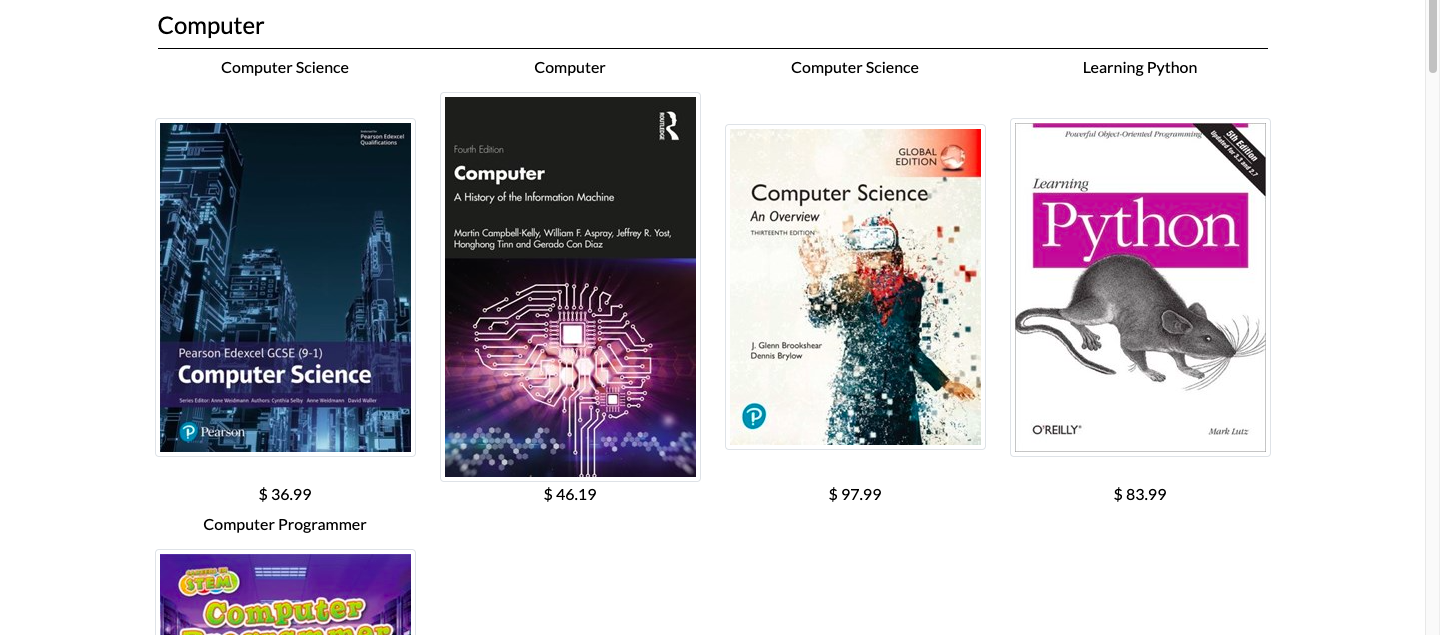 Computer
Computer Science
Computer
Computer Science
Learning Python
Pearson Edexcel
Qualifications
Pearson Edexcel GCSE (9-1)
Computer Science
Series Editor: Anne Weidmann Authors: Cynthia Selby Anne Weidmann David Waller
Pearson
ROUTLEDGE
Fourth Edition
Computer
A History of the Information Machine
Martin Campbell-Kelly, William F. Aspray, Jeffrey R. Yost,
Honghong Tinn and Gerado Con Diaz
GLOBAL
EDITION
Computer Science
An Overview
THIRTEENTH EDITION
J. Glenn Brookshear
Dennis Brylow
Powerful Object-Oriented Programming
5th Edition
Updated for 3.3 and 2.7
Learning
Python
O'REILLY®
Mark Lutz
$ 36.99
$ 46.19
$ 97.99
$ 83.99
Computer Programmer
STEM
Computer
Programmer